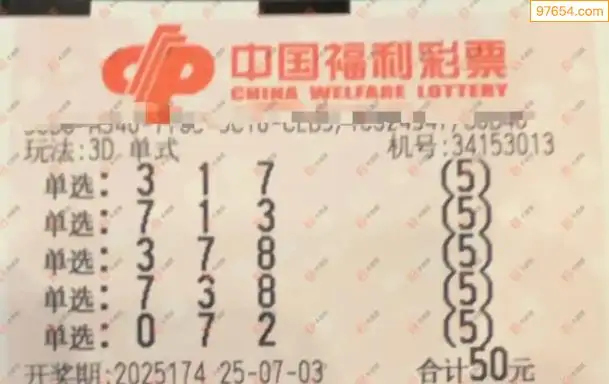 97654.com
中国福利彩票
CHINA WELFARE LOTTERY
玩法:3D 单式 机号:34153013
单选: 3 1 7 (5)
单选: 7 1 3 (5)
单选: 3 7 8 (5)
单选: 7 3 8 (5)
单选: 0 7 2 (5)
开奖期:2025174 25-07-03 合计50元